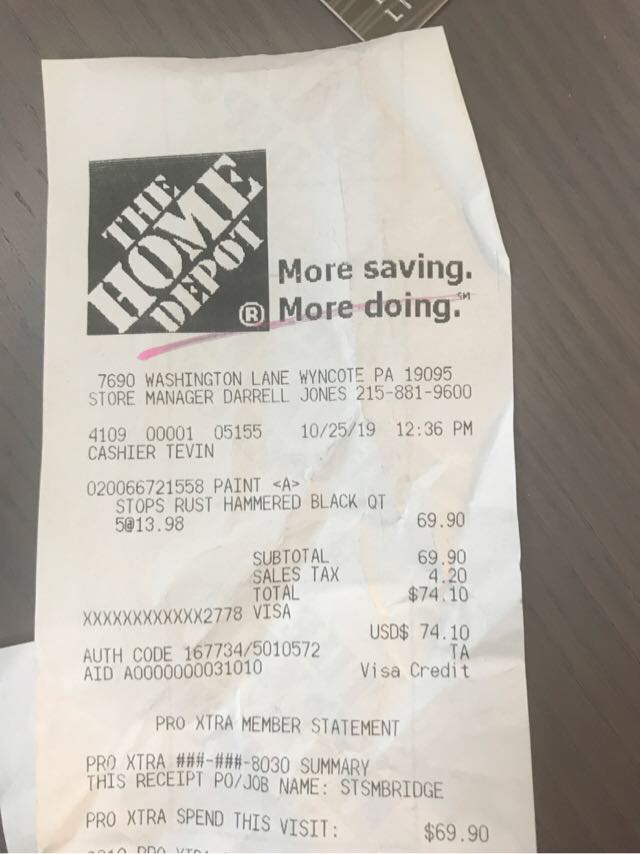 THE
HOME
DEPOT
®
More saving.
More doing.℠
7690 WASHINGTON LANE WYNCOTE PA 19095
STORE MANAGER DARRELL JONES 215-881-9600
4109 00001 05155 10/25/19 12:36 PM
CASHIER TEVIN
020066721558 PAINT <A>
STOPS RUST HAMMERED BLACK QT
5@13.98 69.90
SUBTOTAL 69.90
SALES TAX 4.20
TOTAL $74.10
XXXXXXXXXXXX2778 VISA
USD$ 74.10
AUTH CODE 167734/5010572 TA
AID A0000000031010 Visa Credit
PRO XTRA MEMBER STATEMENT
PRO XTRA ###-###-8030 SUMMARY
THIS RECEIPT PO/JOB NAME: STSMBRIDGE
PRO XTRA SPEND THIS VISIT: $69.90